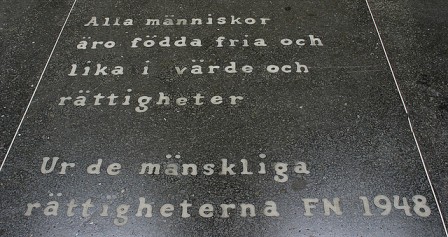 Alla människor
äro födda fria och
lika i värde och
rättigheter
Ur de mänskliga
rättigheterna FN 1948